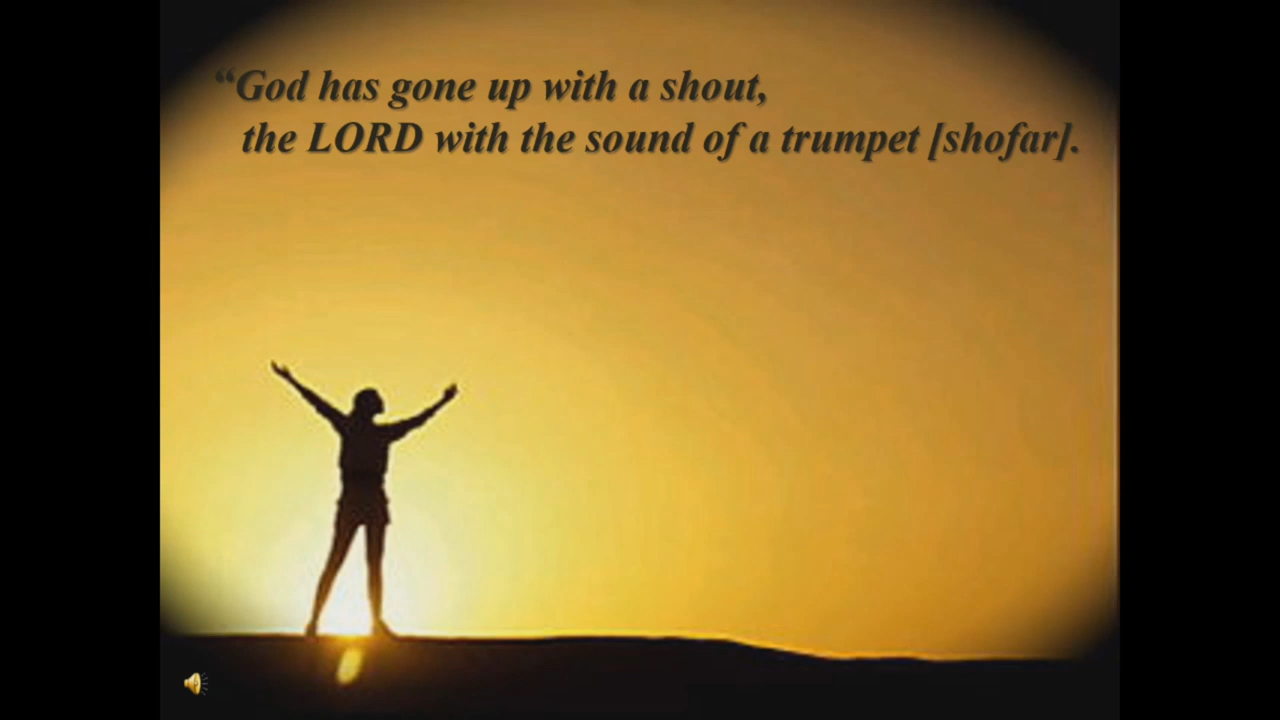 “God has gone up with a shout,
the LORD with the sound of a trumpet [shofar].